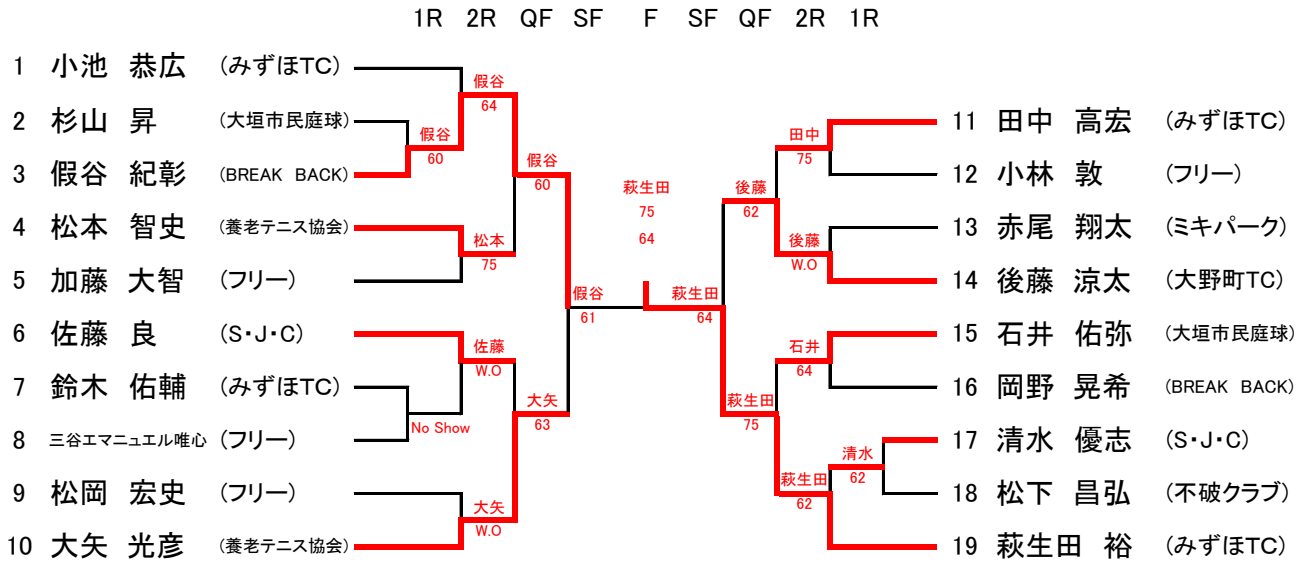 1R 2R QF SF F SF QF 2R 1R
1 小池 恭広 (みずほTC)
2 杉山 昇 (大垣市民庭球)
3 假谷 紀彰 (BREAK BACK)
4 松本 智史 (養老テニス協会)
5 加藤 大智 (フリー)
6 佐藤 良 (S・J・C)
7 鈴木 佑輔 (みずほTC)
8 三谷エマニュエル唯心 (フリー)
9 松岡 宏史 (フリー)
10 大矢 光彦 (養老テニス協会)
假谷
60
No Show
假谷
64
松本
75
佐藤
W.O
大矢
W.O
假谷
60
大矢
63
假谷
61
萩生田
75
64
萩生田
64
後藤
62
萩生田
75
田中
75
後藤
W.O
石井
64
萩生田
62
清水
62
11 田中 高宏 (みずほTC)
12 小林 敦 (フリー)
13 赤尾 翔太 (ミキパーク)
14 後藤 涼太 (大野町TC)
15 石井 佑弥 (大垣市民庭球)
16 岡野 晃希 (BREAK BACK)
17 清水 優志 (S・J・C)
18 松下 昌弘 (不破クラブ)
19 萩生田 裕 (みずほTC)